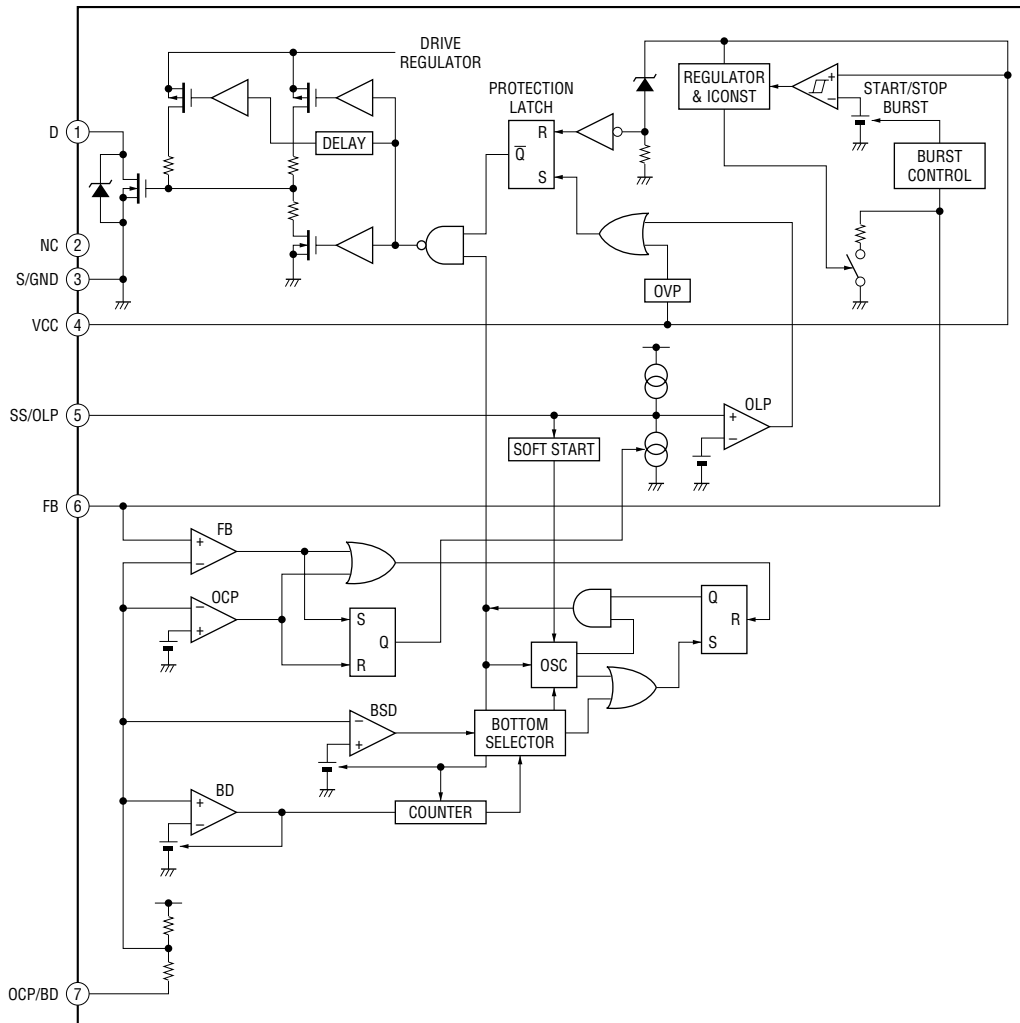 DRIVE
REGULATOR
PROTECTION
LATCH
REGULATOR
& ICONST
+
−
START/STOP
BURST
D 1
DELAY
R
Q̅
S
BURST
CONTROL
NC 2
S/GND 3
OVP
VCC 4
SS/OLP 5
OLP
+
−
SOFT START
FB 6
FB
+
−
OCP
−
+
S
Q
R
Q
R
S
OSC
BSD
−
+
BOTTOM
SELECTOR
BD
+
−
COUNTER
OCP/BD 7